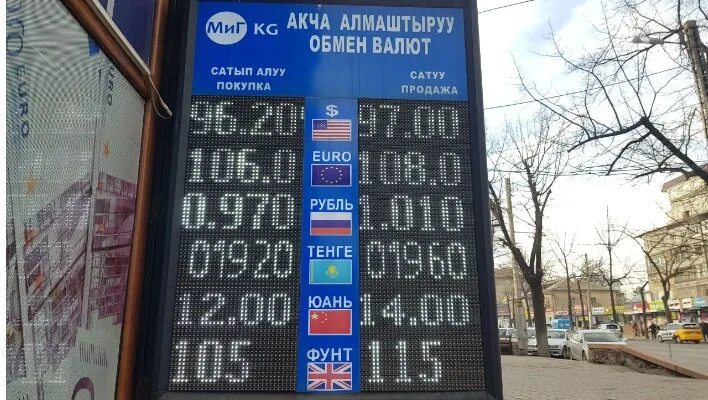 МиГ KG АКЧА АЛМАШТЫРУУ
ОБМЕН ВАЛЮТ
САТЫП АЛУУ САТУУ
ПОКУПКА ПРОДАЖА
96.20 $ 97.00
106.0 EURO 108.0
0.970 РУБЛЬ 1.010
01920 ТЕНГЕ 01960
12.00 ЮАНЬ 14.00
105 ФУНТ 115
EURO